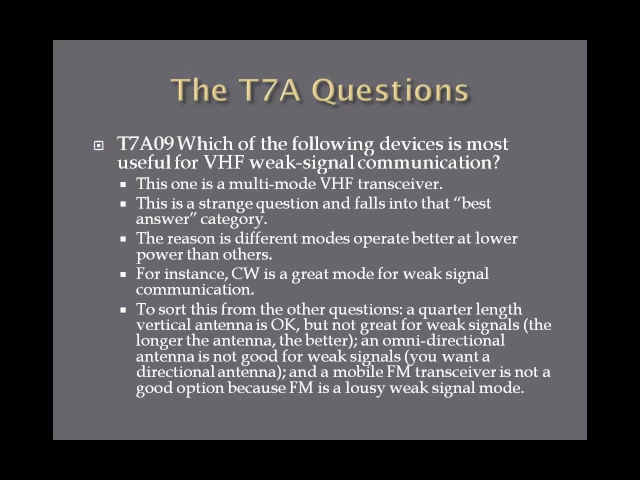 The T7A Questions
T7A09 Which of the following devices is most
useful for VHF weak-signal communication?
This one is a multi-mode VHF transceiver.
This is a strange question and falls into that “best
answer” category.
The reason is different modes operate better at lower
power than others.
For instance, CW is a great mode for weak signal
communication.
To sort this from the other questions: a quarter length
vertical antenna is OK, but not great for weak signals (the
longer the antenna, the better); an omni-directional
antenna is not good for weak signals (you want a
directional antenna); and a mobile FM transceiver is not a
good option because FM is a lousy weak signal mode.